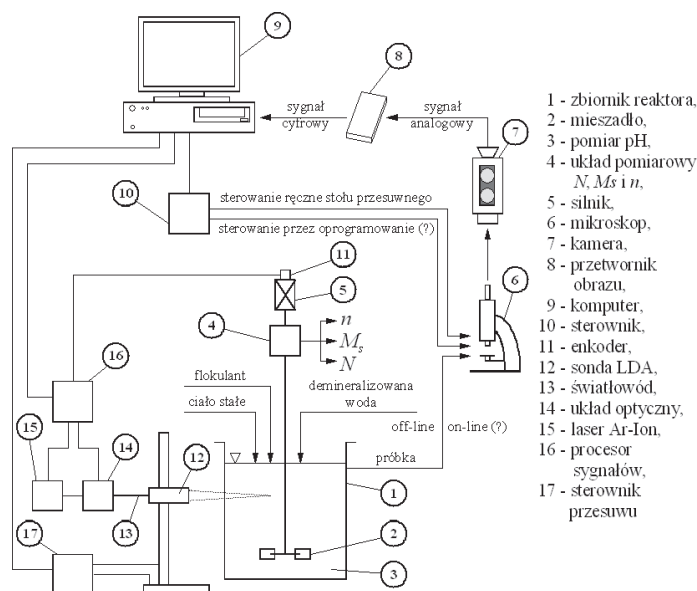 9
8
sygnał
cyfrowy
sygnał
analogowy
7
10
sterowanie ręczne stołu przesuwnego
sterowanie przez oprogramowanie (?)
11
5
6
4
n
Ms
N
16
flokulant
ciało stałe
demineralizowana
woda
off-line
on-line (?)
15
14
12
próbka
1
13
17
2
3
1 - zbiornik reaktora,
2 - mieszadło,
3 - pomiar pH,
4 - układ pomiarowy
N, Ms i n,
5 - silnik,
6 - mikroskop,
7 - kamera,
8 - przetwornik
obrazu,
9 - komputer,
10 - sterownik,
11 - enkoder,
12 - sonda LDA,
13 - światłowód,
14 - układ optyczny,
15 - laser Ar-Ion,
16 - procesor
sygnałów,
17 - sterownik
przesuwu